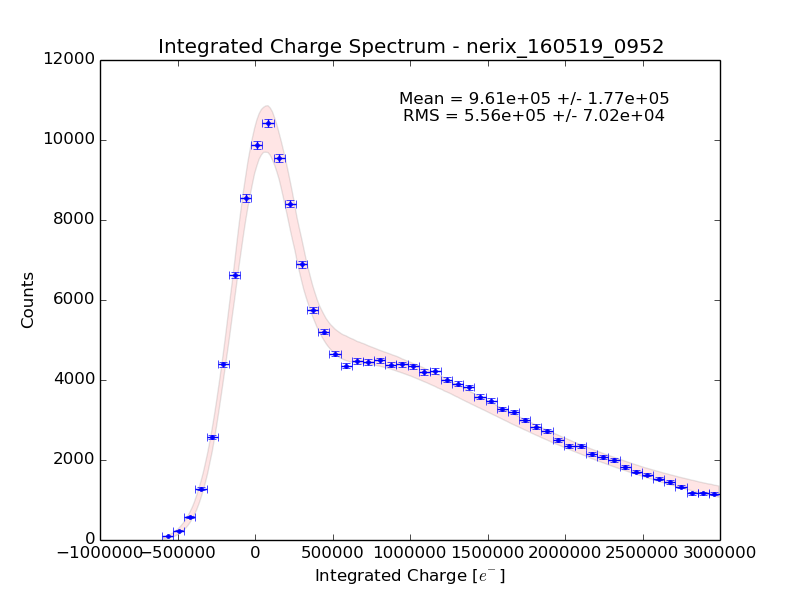 Integrated Charge Spectrum - nerix_160519_0952
12000
Mean = 9.61e+05 +/- 1.77e+05
RMS = 5.56e+05 +/- 7.02e+04
10000
8000
Counts
6000
4000
2000
0
−1000000 −500000 0 500000 1000000 1500000 2000000 2500000 3000000
Integrated Charge [e⁻]